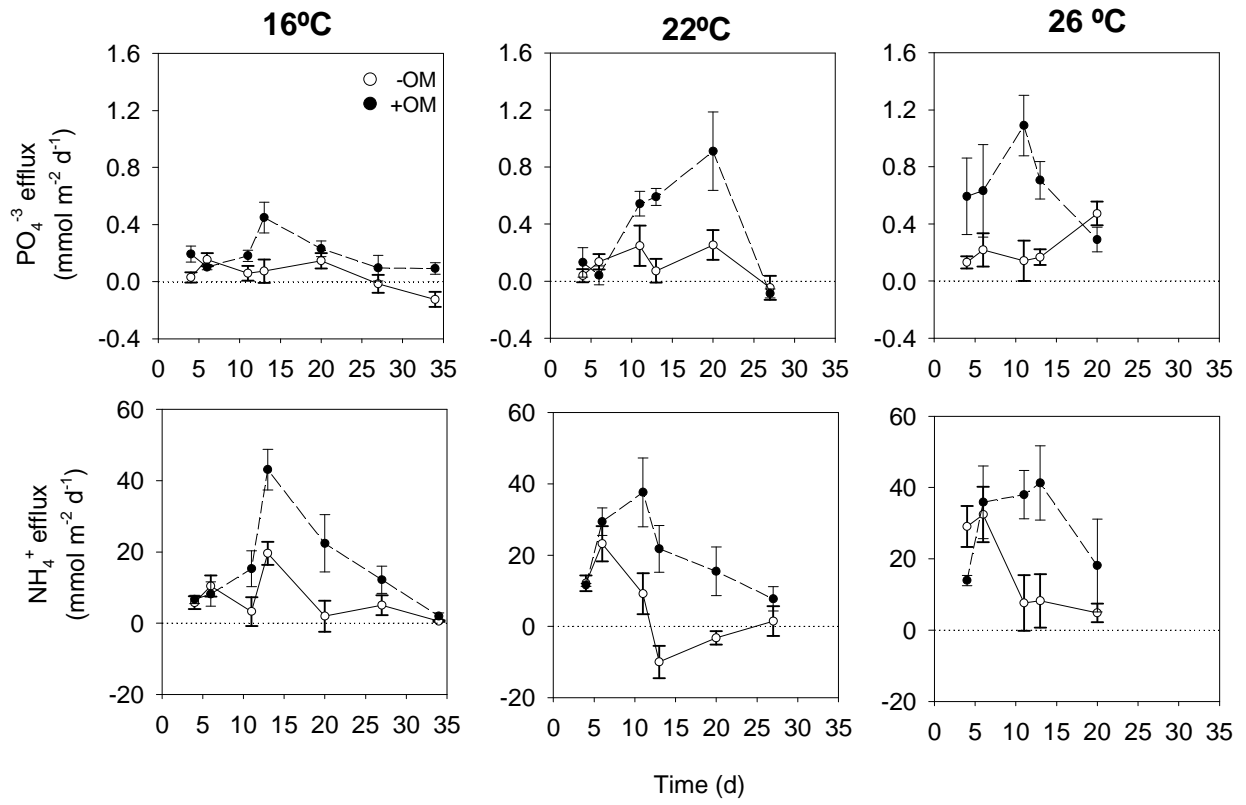 16ºC 22ºC 26 ºC
PO₄⁻³ efflux
(mmol m⁻² d⁻¹)
1.6 1.6 1.6
-OM
+OM
1.2 1.2 1.2
0.8 0.8 0.8
0.4 0.4 0.4
0.0 0.0 0.0
-0.4 -0.4 -0.4
0 5 10 15 20 25 30 35 0 5 10 15 20 25 30 35 0 5 10 15 20 25 30 35
NH₄⁺ efflux
(mmol m⁻² d⁻¹)
60 60 60
40 40 40
20 20 20
0 0 0
-20 -20 -20
0 5 10 15 20 25 30 35 0 5 10 15 20 25 30 35 0 5 10 15 20 25 30 35
Time (d)